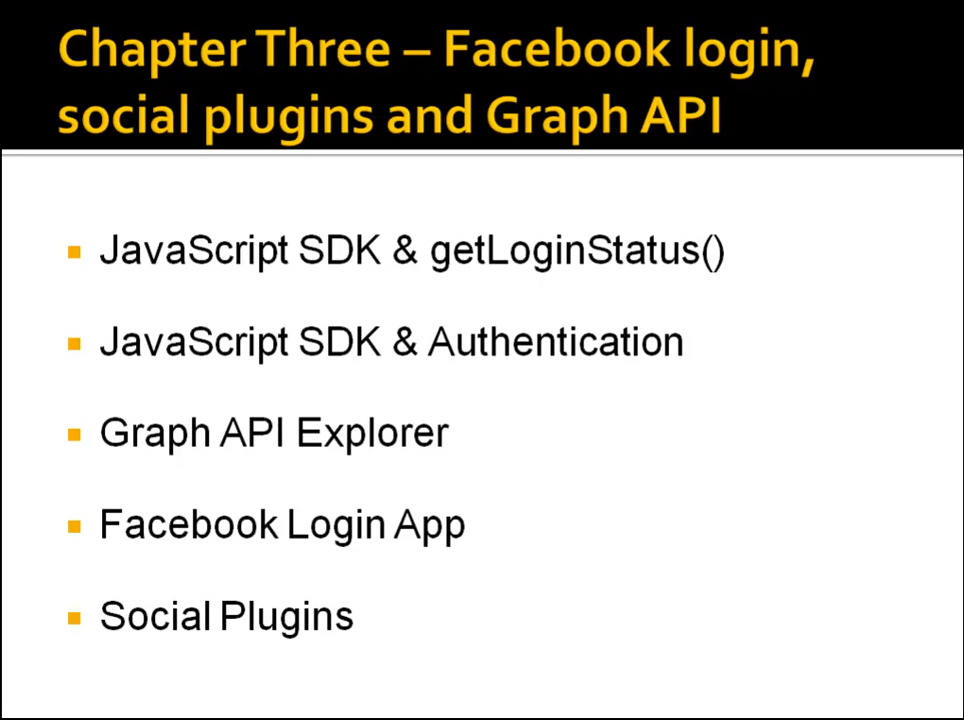 Chapter Three – Facebook login,
social plugins and Graph API
JavaScript SDK & getLoginStatus()
JavaScript SDK & Authentication
Graph API Explorer
Facebook Login App
Social Plugins